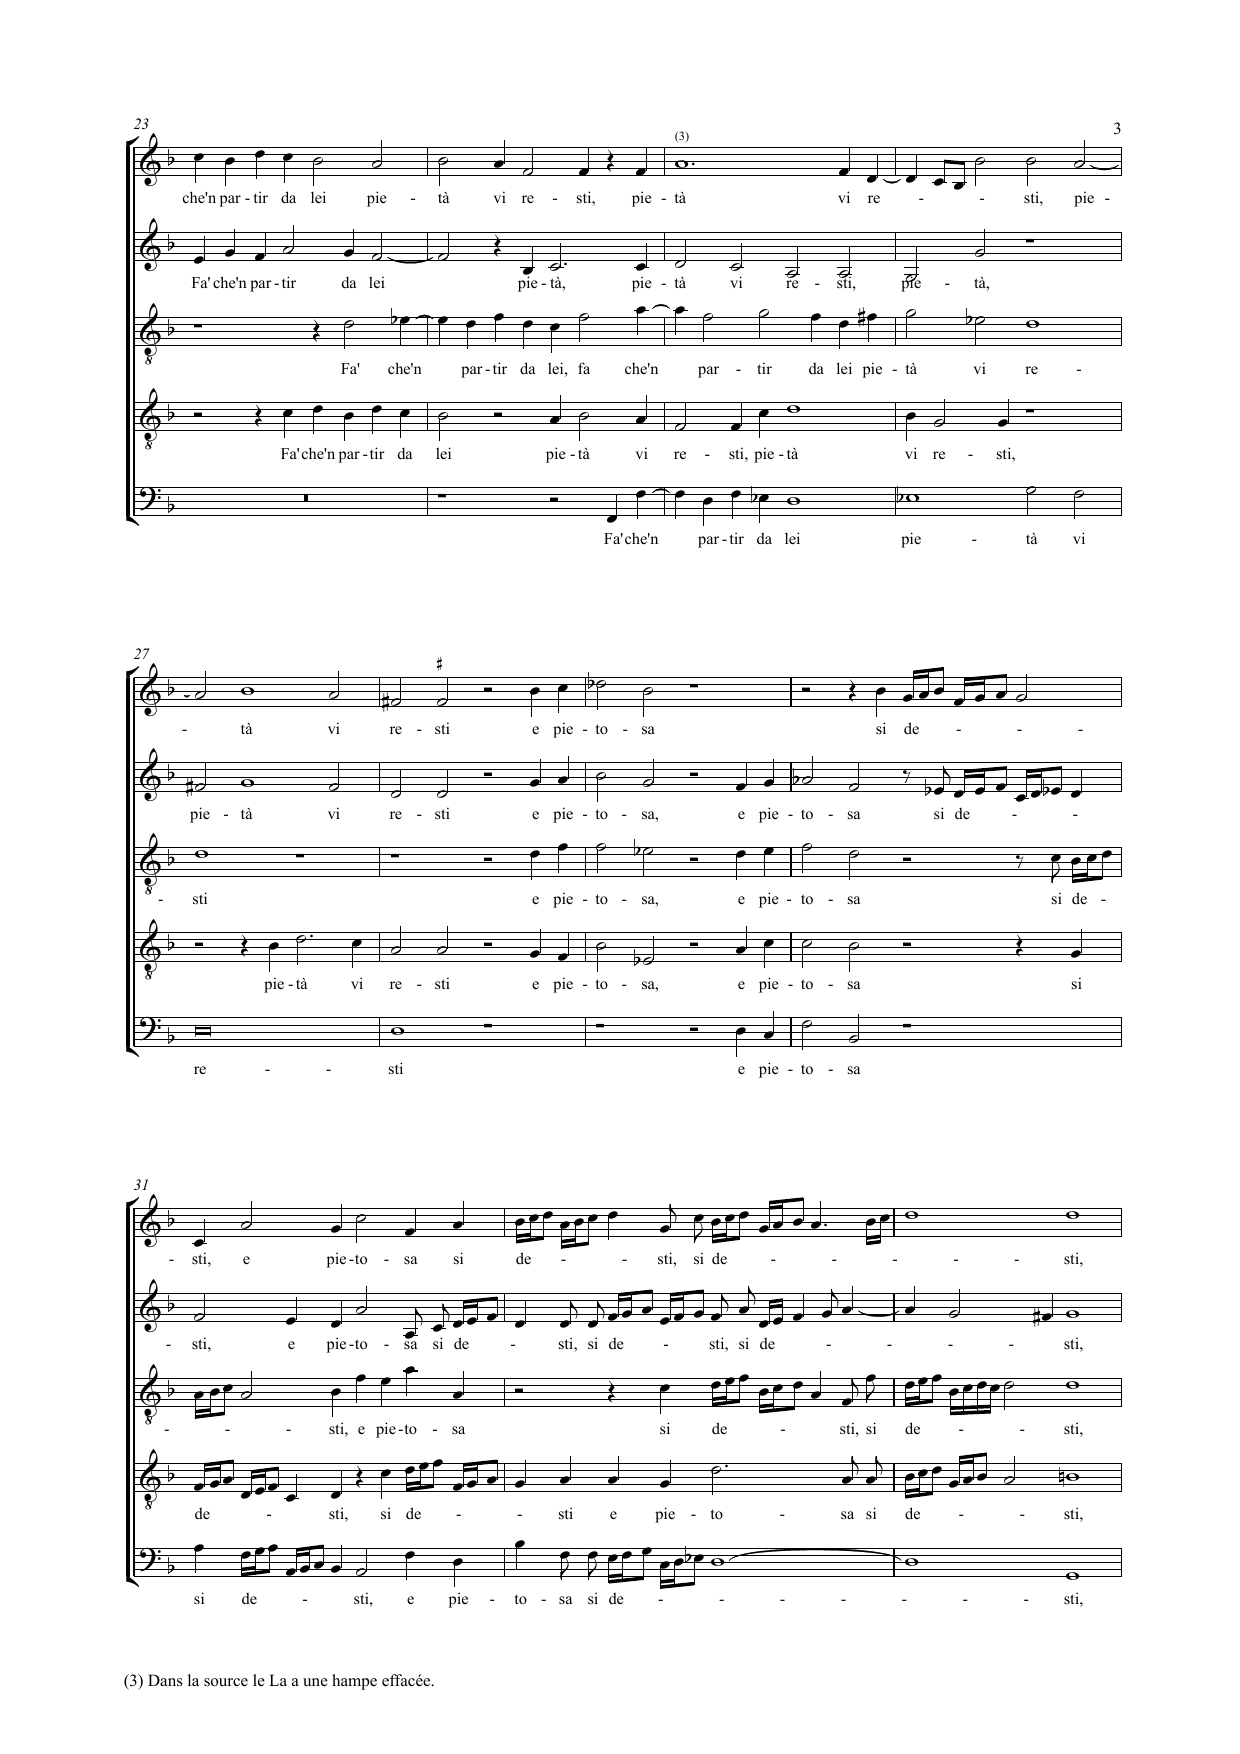 23
3
(3)
che'n par - tir da lei pie - tà vi re - sti, pie - tà vi re - - - sti, pie -
Fa' che'n par - tir da lei pie - tà, pie - tà vi re - sti, pie - tà,
Fa' che'n par - tir da lei, fa che'n par - tir da lei pie - tà vi re -
Fa' che'n par - tir da lei pie - tà vi re - sti, pie - tà vi re - sti,
Fa' che'n par - tir da lei pie - tà vi
27
- tà vi re - sti e pie - to - sa si de - - - -
pie - tà vi re - sti e pie - to - sa, e pie - to - sa si de - - -
- sti e pie - to - sa, e pie - to - sa si de -
pie - tà vi re - sti e pie - to - sa, e pie - to - sa si
re - - sti e pie - to - sa
31
- sti, e pie - to - sa si de - - - sti, si de - - - - - - sti,
- sti, e pie - to - sa si de - sti, si de - sti, si de - - - - - sti,
- - - sti, e pie - to - sa si de - - sti, si de - - - sti,
de - - sti, si de - - - sti e pie - to - sa si de - - - sti,
si de - - sti, e pie - to - sa si de - - - - - - - - sti,
(3) Dans la source le La a une hampe effacée.